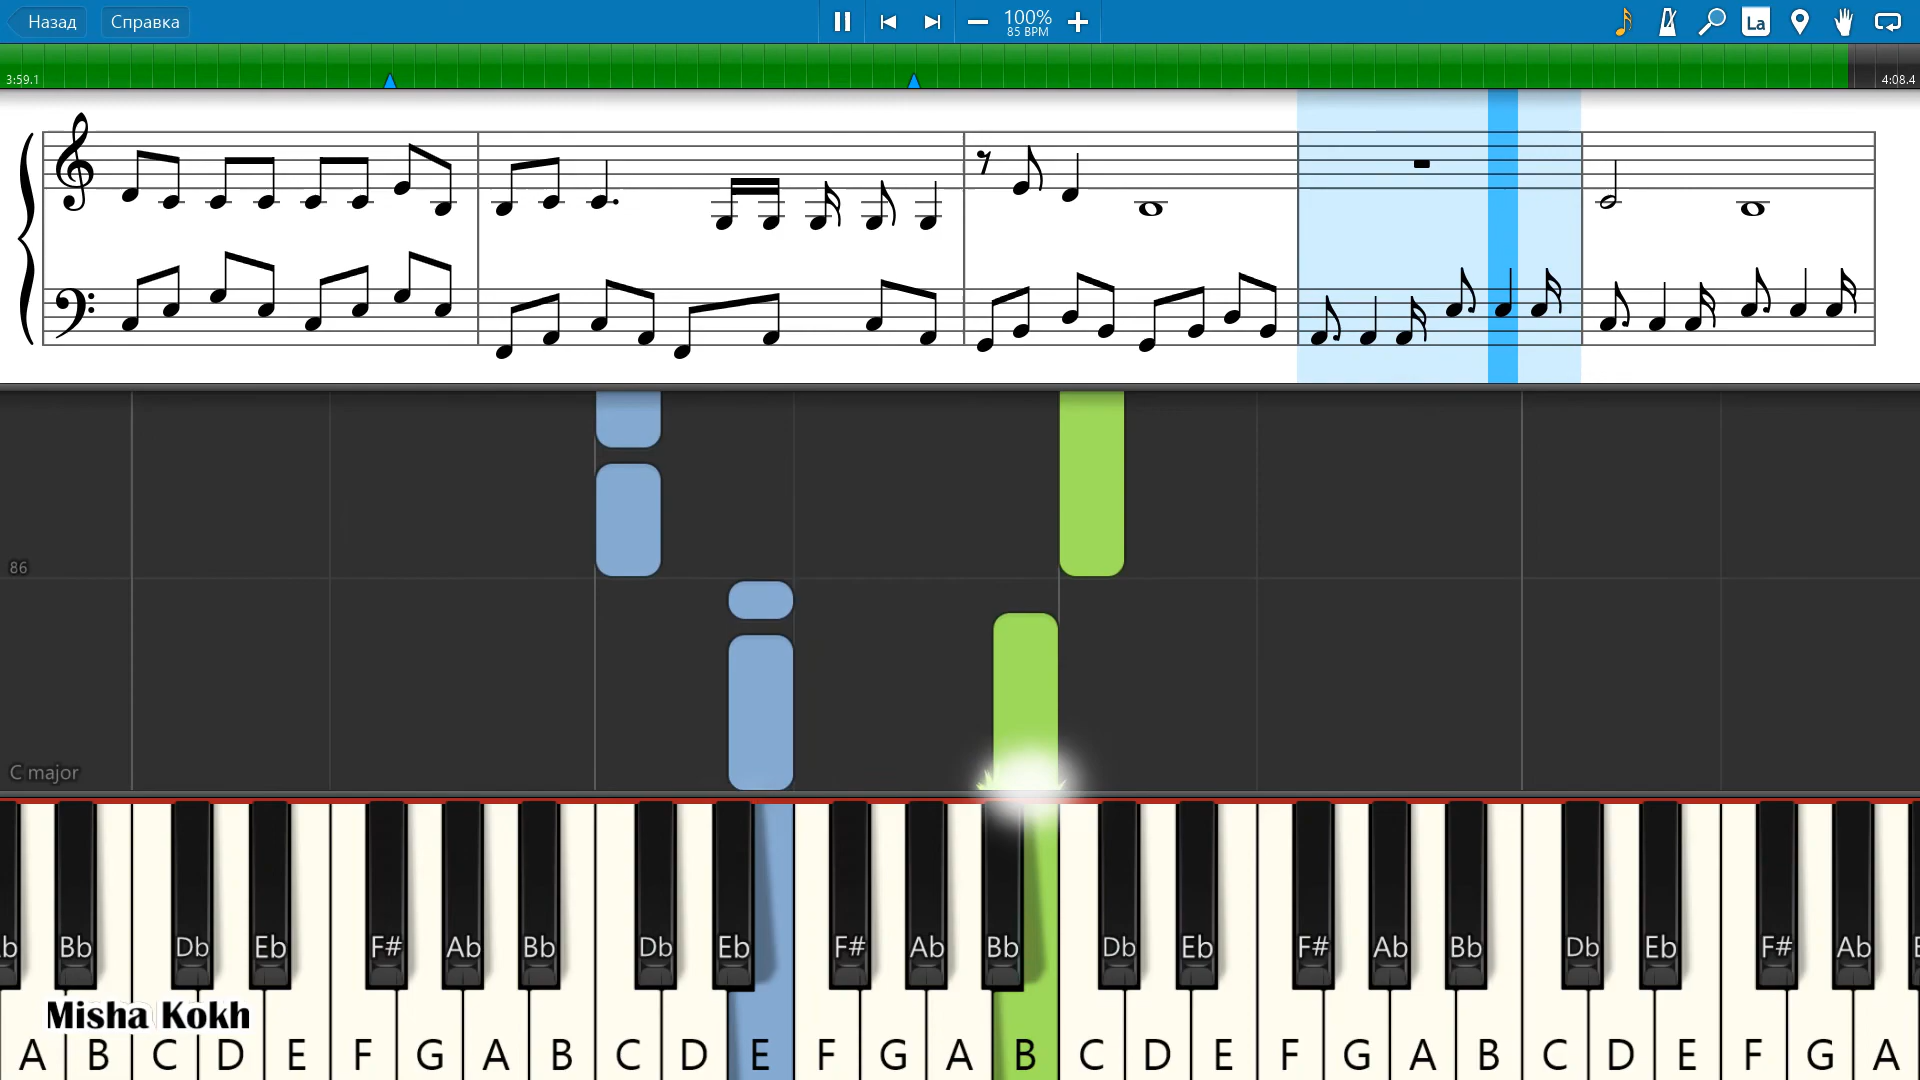 Назад Справка 100% La
85 BPM
3:59.1 4:08.4
86
C major
b Bb Db Eb F# Ab Bb Db Eb F# Ab Bb Db Eb F# Ab Bb Db Eb F# Ab E
Misha Kokh
A B C D E F G A B C D E F G A B C D E F G A B C D E F G A